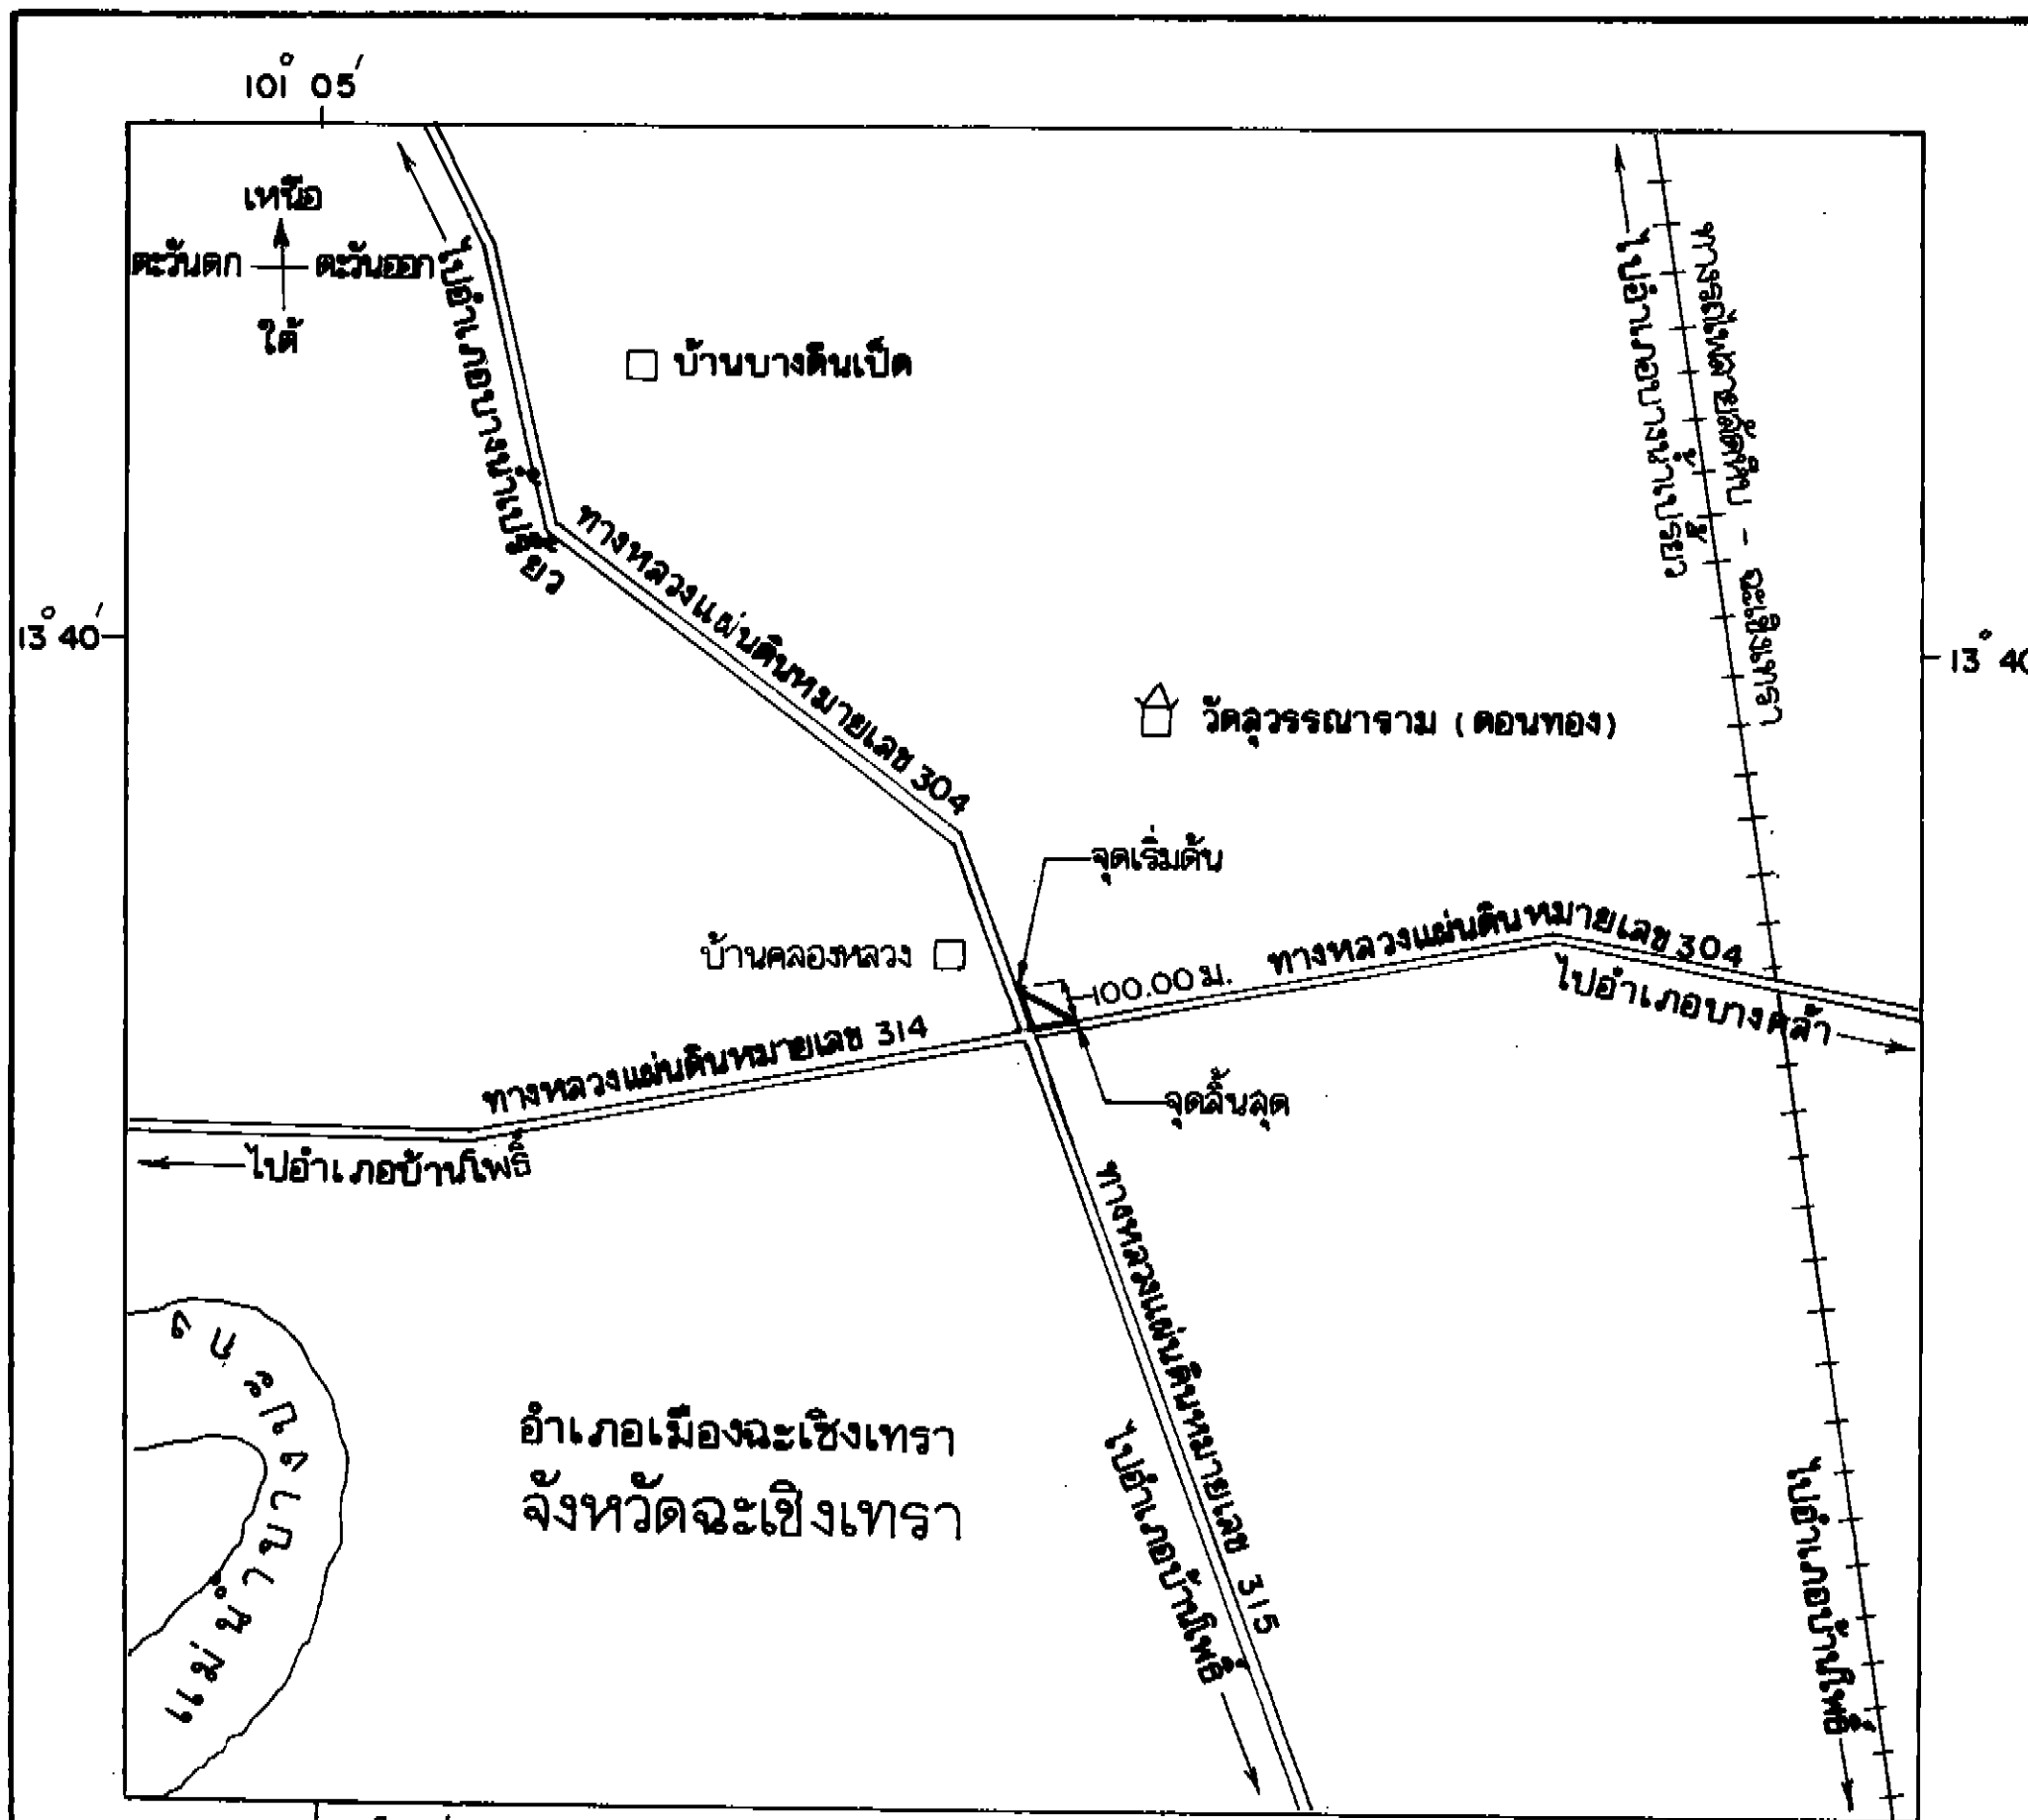 101° 05′
เหนือ
ตะวันตก ตะวันออก
ใต้
ไปอำเภอบางน้ำเปรี้ยว
บ้านบางตีนเป็ด
ไปอำเภอบางน้ำเปรี้ยว
ทางรถไฟสายสัตหีบ - ฉะเชิงเทรา
ทางหลวงแผ่นดินหมายเลข 304
13° 40′
13° 40
วัดสุวรรณาราม (ดอนทอง)
จุดเริ่มต้น
บ้านคลองหลวง
100.00 ม.
ทางหลวงแผ่นดินหมายเลข 304
ไปอำเภอบางคล้า
ทางหลวงแผ่นดินหมายเลข 314
จุดสิ้นสุด
ไปอำเภอบ้านโพธิ์
ทางหลวงแผ่นดินหมายเลข 315
ไปอำเภอบ้านโพธิ์
ไปอำเภอบ้านโพธิ์
แม่น้ำบางปะกง
อำเภอเมืองฉะเชิงเทรา
จังหวัดฉะเชิงเทรา